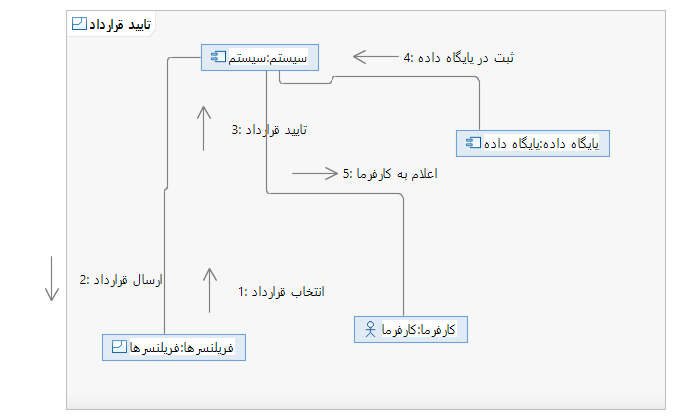 تایید قرارداد
سیستم:سیستم
4: ثبت در پایگاه داده
3: تایید قرارداد
پایگاه داده:پایگاه داده
5: اعلام به کارفرما
2: ارسال قرارداد
1: انتخاب قرارداد
کارفرما:کارفرما
فریلنسرها:فریلنسرها